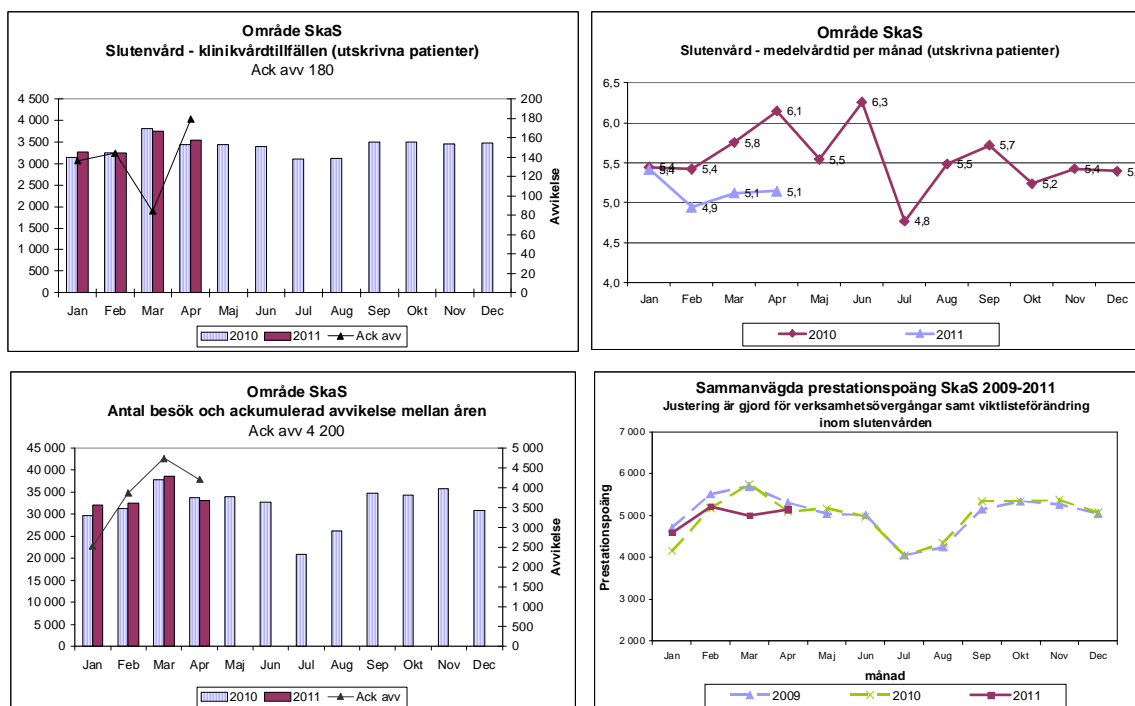 Område SkaS
Slutenvård - klinikvårdtillfällen (utskrivna patienter)
Ack avv 180
4 500
4 000
3 500
3 000
2 500
2 000
1 500
1 000
500
0
200
180
160
140
120
100
80
60
40
20
0
Avvikelse
Jan Feb Mar Apr Maj Jun Jul Aug Sep Okt Nov Dec
2010 2011 Ack avv
Område SkaS
Slutenvård - medelvårdtid per månad (utskrivna patienter)
6,5
6,0
5,5
5,0
4,5
4,0
5,4 5,4 5,8 6,1 5,5 6,3 4,8 5,5 5,7 5,2 5,4 5,
5,4 4,9 5,1 5,1
Jan Feb Mar Apr Maj Jun Jul Aug Sep Okt Nov Dec
2010 2011
Område SkaS
Antal besök och ackumulerad avvikelse mellan åren
Ack avv 4 200
45 000
40 000
35 000
30 000
25 000
20 000
15 000
10 000
5 000
0
5 000
4 500
4 000
3 500
3 000
2 500
2 000
1 500
1 000
500
0
Avvikelse
Jan Feb Mar Apr Maj Jun Jul Aug Sep Okt Nov Dec
2010 2011 Ack avv
Sammanvägda prestationspoäng SkaS 2009-2011
Justering är gjord för verksamhetsövergångar samt viktlisteförändring
inom slutenvården
7 000
6 000
5 000
4 000
3 000
2 000
Prestationspoäng
Jan Feb Mar Apr Maj Jun Jul Aug Sep Okt Nov Dec
månad
2009 2010 2011